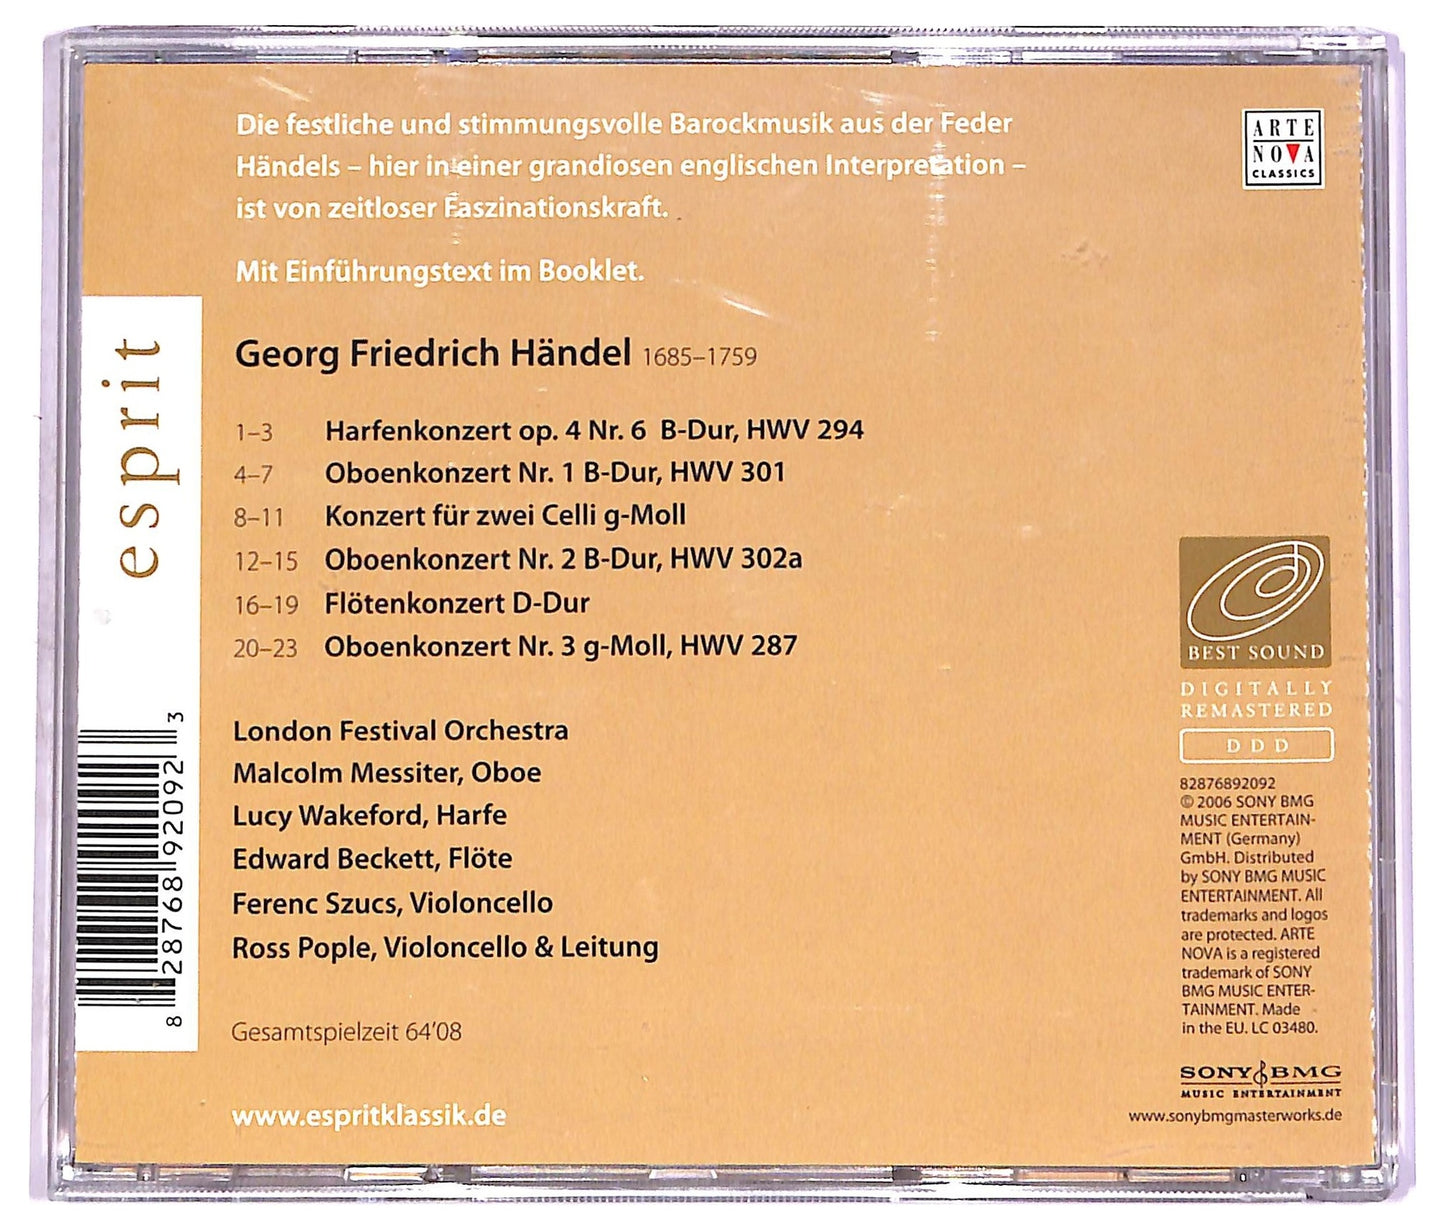 Die festliche und stimmungsvolle Barockmusik aus der Feder
Händels – hier in einer grandiosen englischen Interpretation –
ist von zeitloser Faszinationskraft.
Mit Einführungstext im Booklet.
ARTE
NOVA
CLASSICS
esprit
Georg Friedrich Händel 1685–1759
1–3 Harfenkonzert op. 4 Nr. 6 B-Dur, HWV 294
4–7 Oboenkonzert Nr. 1 B-Dur, HWV 301
8–11 Konzert für zwei Celli g-Moll
12–15 Oboenkonzert Nr. 2 B-Dur, HWV 302a
16–19 Flötenkonzert D-Dur
20–23 Oboenkonzert Nr. 3 g-Moll, HWV 287
London Festival Orchestra
Malcolm Messiter, Oboe
Lucy Wakeford, Harfe
Edward Beckett, Flöte
Ferenc Szucs, Violoncello
Ross Pople, Violoncello & Leitung
Gesamtspielzeit 64'08
www.espritklassik.de
8 28768 92092 3
BEST SOUND
DIGITALLY
REMASTERED
DDD
82876892092
© 2006 SONY BMG
MUSIC ENTERTAIN-
MENT (Germany)
GmbH. Distributed
by SONY BMG MUSIC
ENTERTAINMENT. All
trademarks and logos
are protected. ARTE
NOVA is a registered
trademark of SONY
BMG MUSIC ENTER-
TAINMENT. Made
in the EU. LC 03480.
SONY BMG
MUSIC ENTERTAINMENT
www.sonybmgmasterworks.de